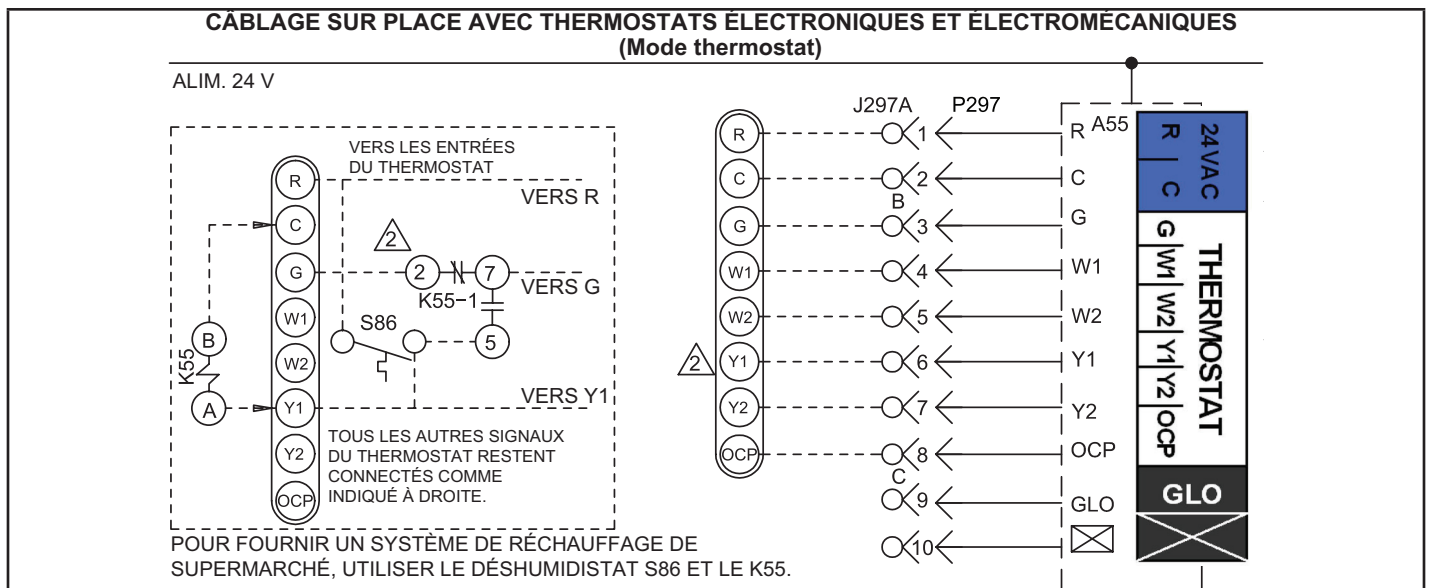 CÂBLAGE SUR PLACE AVEC THERMOSTATS ÉLECTRONIQUES ET ÉLECTROMÉCANIQUES
(Mode thermostat)
ALIM. 24 V
VERS LES ENTRÉES
DU THERMOSTAT
R
VERS R
C
2
G
2
7
VERS G
K55-1
W1
S86
5
B
K55
W2
A
Y1
VERS Y1
Y2
TOUS LES AUTRES SIGNAUX
DU THERMOSTAT RESTENT
CONNECTÉS COMME
INDIQUÉ À DROITE.
OCP
POUR FOURNIR UN SYSTÈME DE RÉCHAUFFAGE DE
SUPERMARCHÉ, UTILISER LE DÉSHUMIDISTAT S86 ET LE K55.
J297A P297
A55
R 1 R
C 2 C
B
G 3 G
W1 4 W1
W2 5 W2
2
Y1 6 Y1
Y2 7 Y2
OCP 8 OCP
C
9 GLO
10
24VAC
R C
THERMOSTAT
G W1 W2 Y1 Y2 OCP
GLO